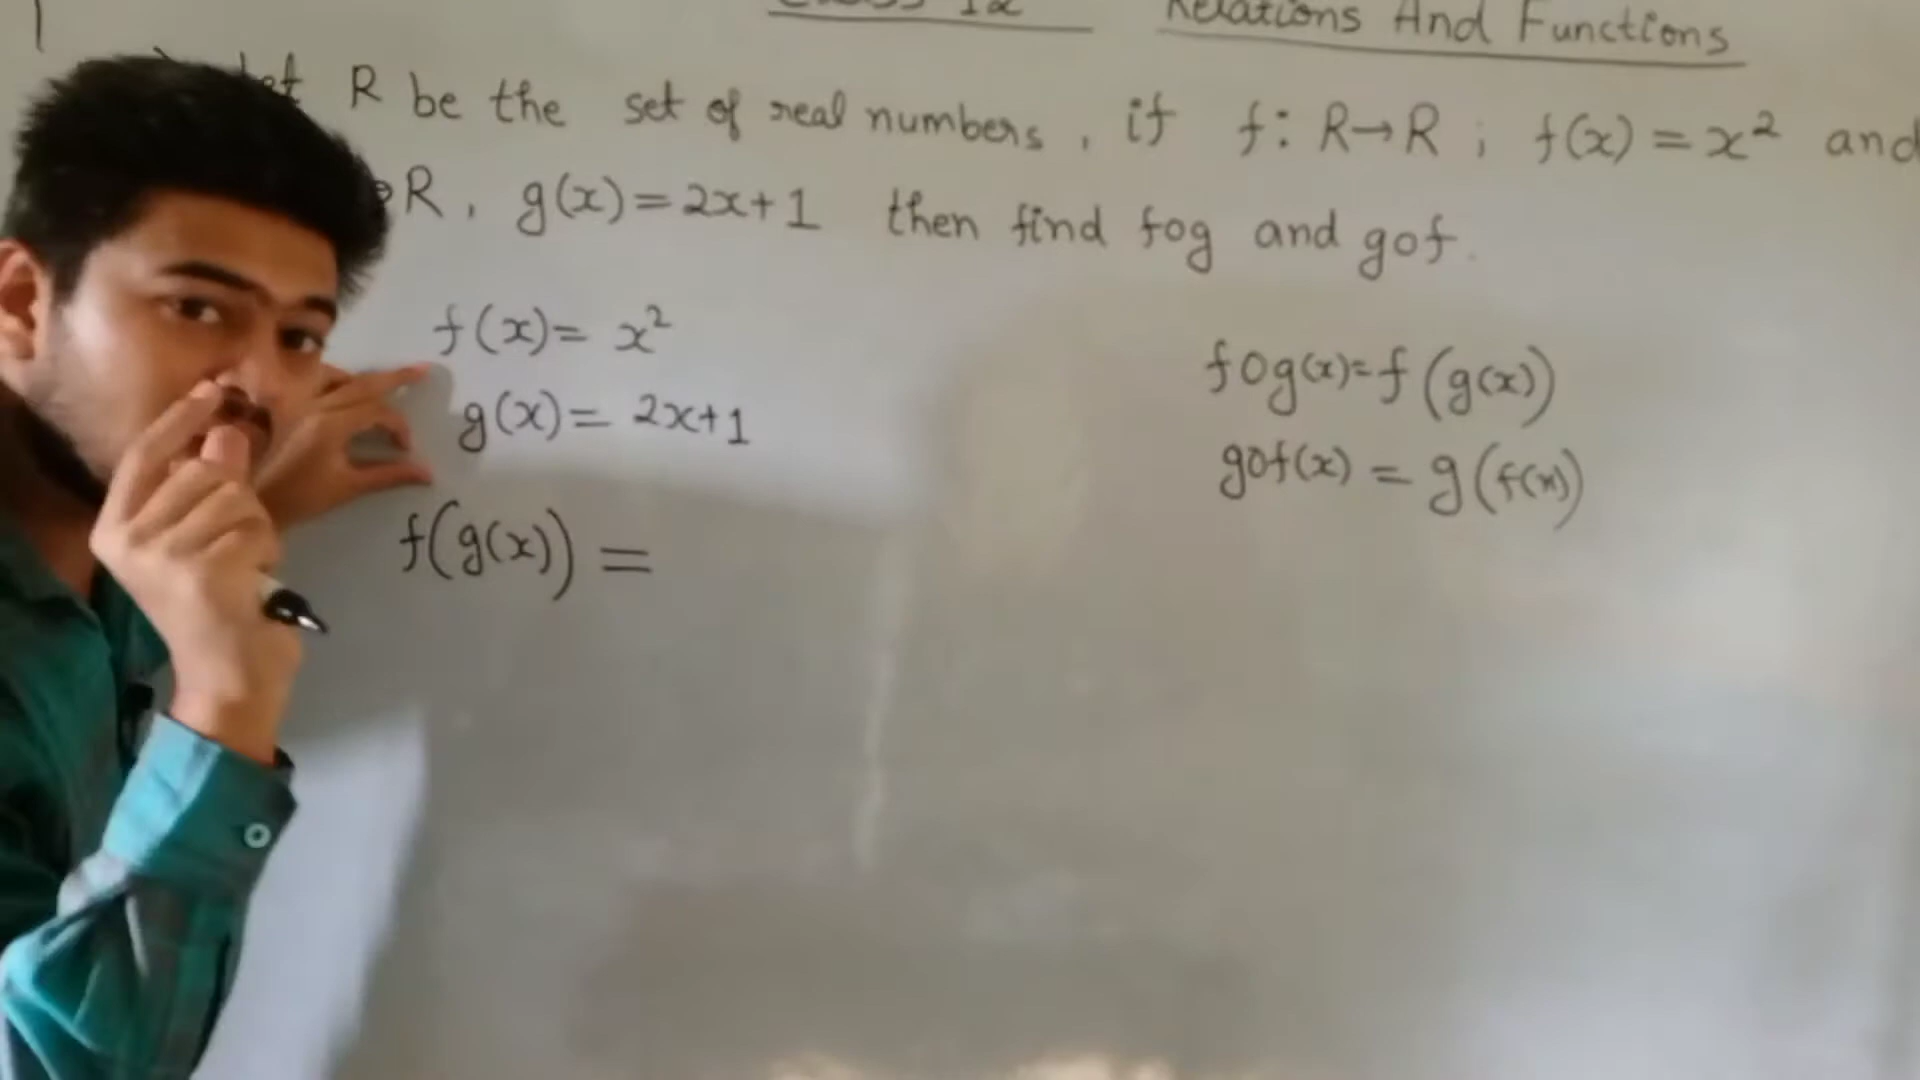 Class 12 Relations And Functions
Let R be the set of real numbers, if f: R→R ; f(x) = x² and
R, g(x)=2x+1 then find fog and gof.
f(x)= x²
g(x)= 2x+1
f(g(x)) =
fog(x)=f(g(x))
gof(x) = g(f(x))